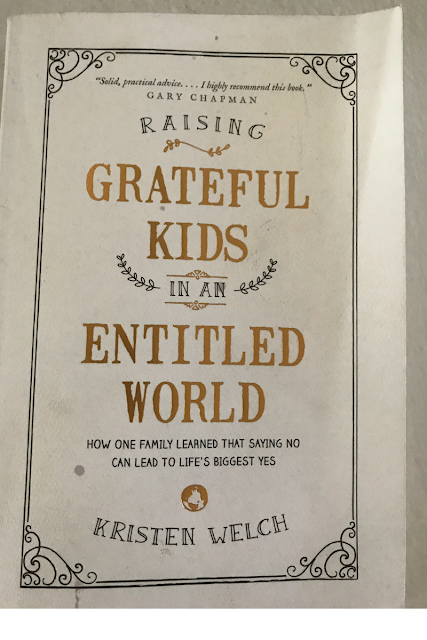 "Solid, practical advice. . . . I highly recommend this book."
GARY CHAPMAN
RAISING
GRATEFUL
KIDS
IN AN
ENTITLED
WORLD
HOW ONE FAMILY LEARNED THAT SAYING NO
CAN LEAD TO LIFE'S BIGGEST YES
KRISTEN WELCH